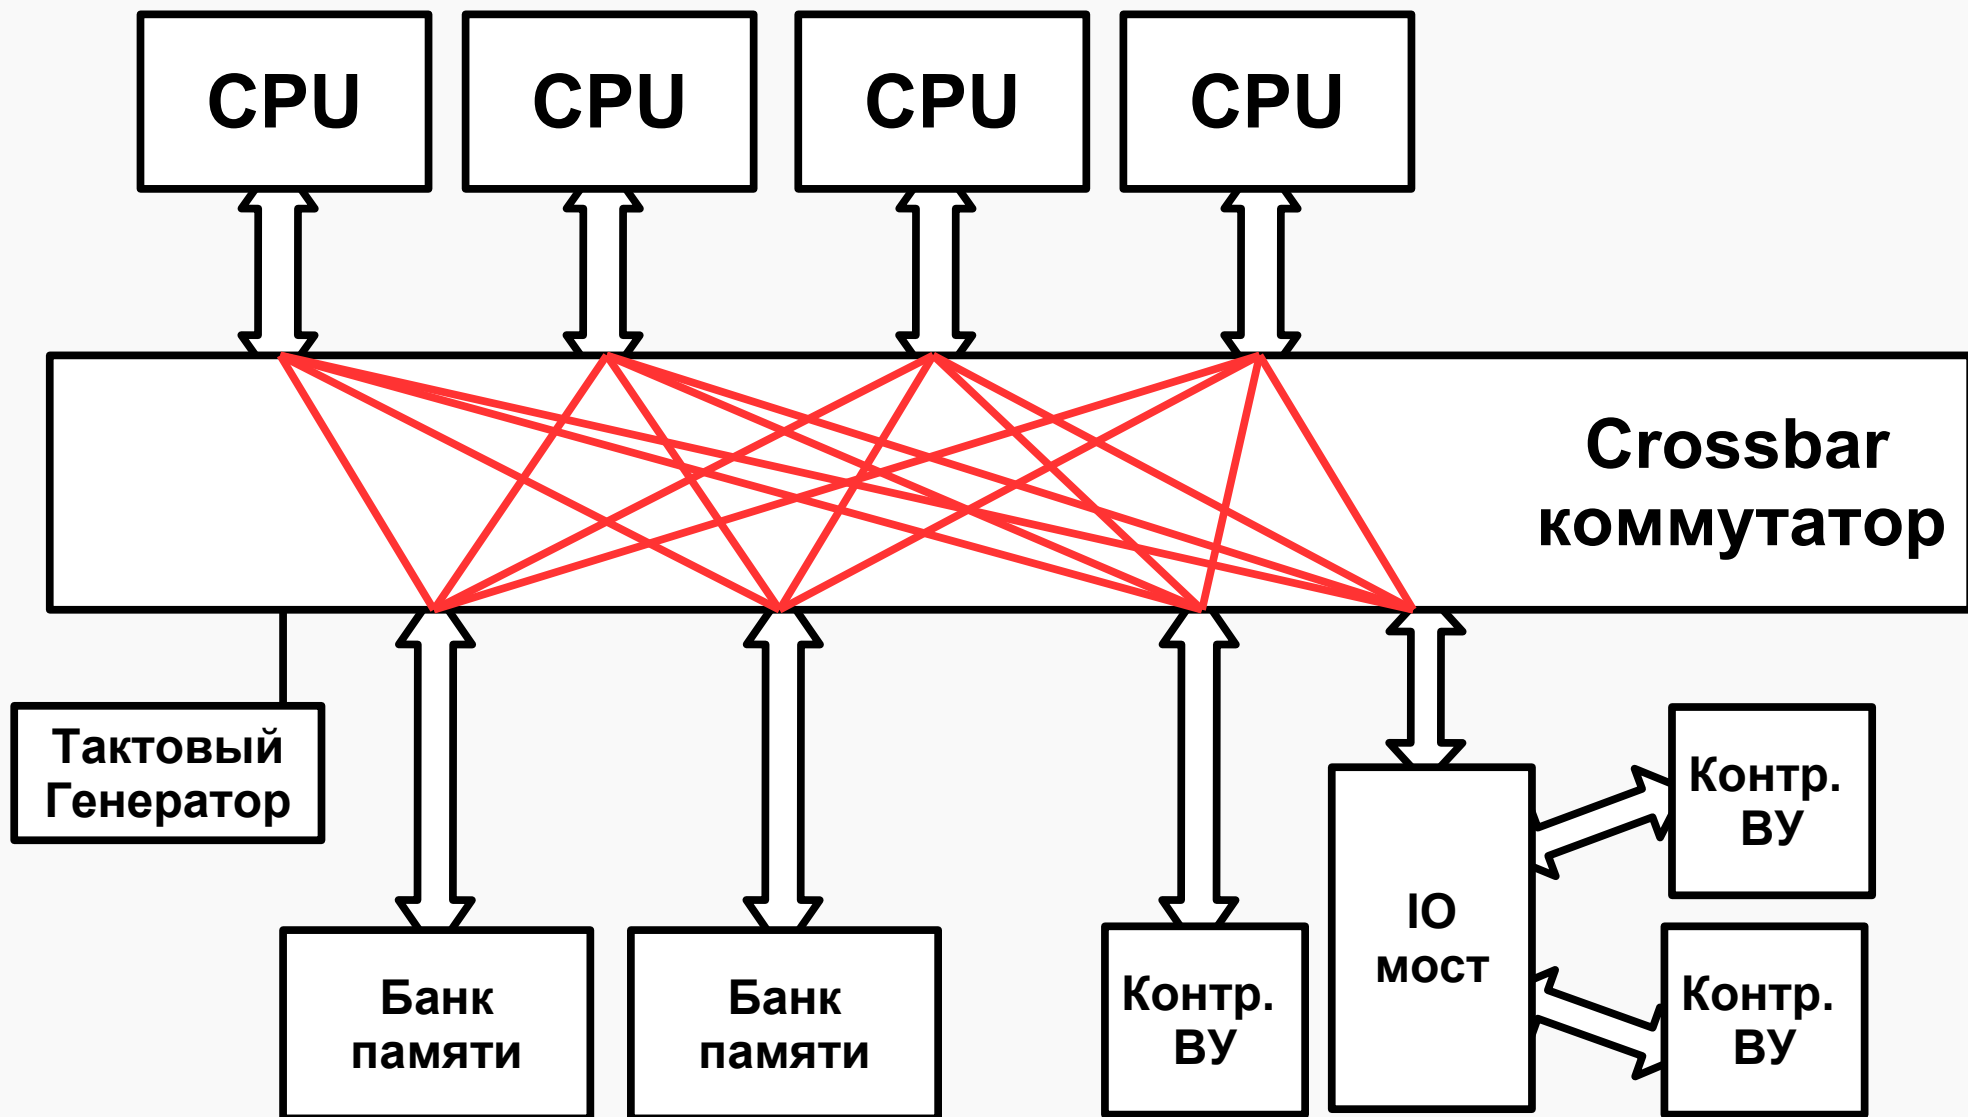 CPU
CPU
CPU
CPU
Crossbar
коммутатор
Тактовый
Генератор
Банк
памяти
Банк
памяти
Контр.
ВУ
IO
мост
Контр.
ВУ
Контр.
ВУ